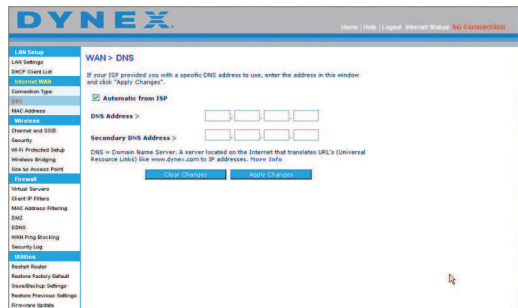 DYNEX
Home | Help | Logout Internet Status: No Connection
LAN Setup
LAN Settings
DHCP Client List
Internet WAN
Connection Type
DNS
MAC Address
Wireless
Channel and SSID
Security
Wi-Fi Protected Setup
Wireless Bridging
Use as Access Point
Firewall
Virtual Servers
Client IP Filters
MAC Address Filtering
DMZ
DDNS
WAN Ping Blocking
Security Log
Utilities
Restart Router
Restore Factory Default
Save/Backup Settings
Restore Previous Settings
Firmware Update
WAN > DNS
If your ISP provided you with a specific DNS address to use, enter the address in this window
and click "Apply Changes".
Automatic from ISP
DNS Address >
. . .
Secondary DNS Address >
. . .
DNS = Domain Name Server. A server located on the Internet that translates URL's (Universal
Resource Links) like www.dynex.com to IP addresses. More Info
Clear Changes
Apply Changes